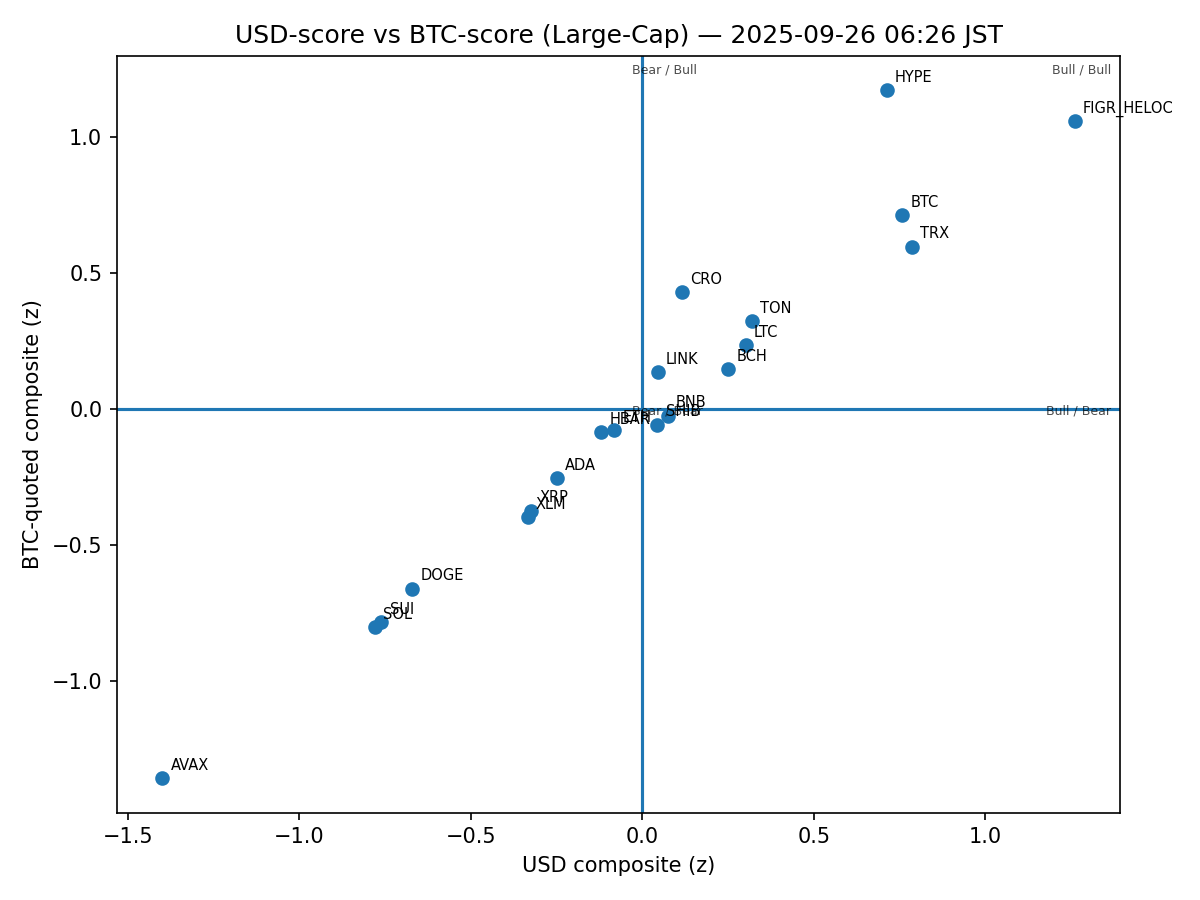 USD-score vs BTC-score (Large-Cap) — 2025-09-26 06:26 JST
Bear / Bull
Bull / Bull
HYPE
FIGR_HELOC
BTC
TRX
CRO
TON
LTC
BCH
LINK
BNB
SHIB
Bull / Bear
ETH
HBAR
ADA
XRP
XLM
DOGE
SUI
SOL
AVAX
1.0
0.5
0.0
−0.5
−1.0
−1.5
−1.0
−0.5
0.0
0.5
1.0
USD composite (z)
BTC-quoted composite (z)